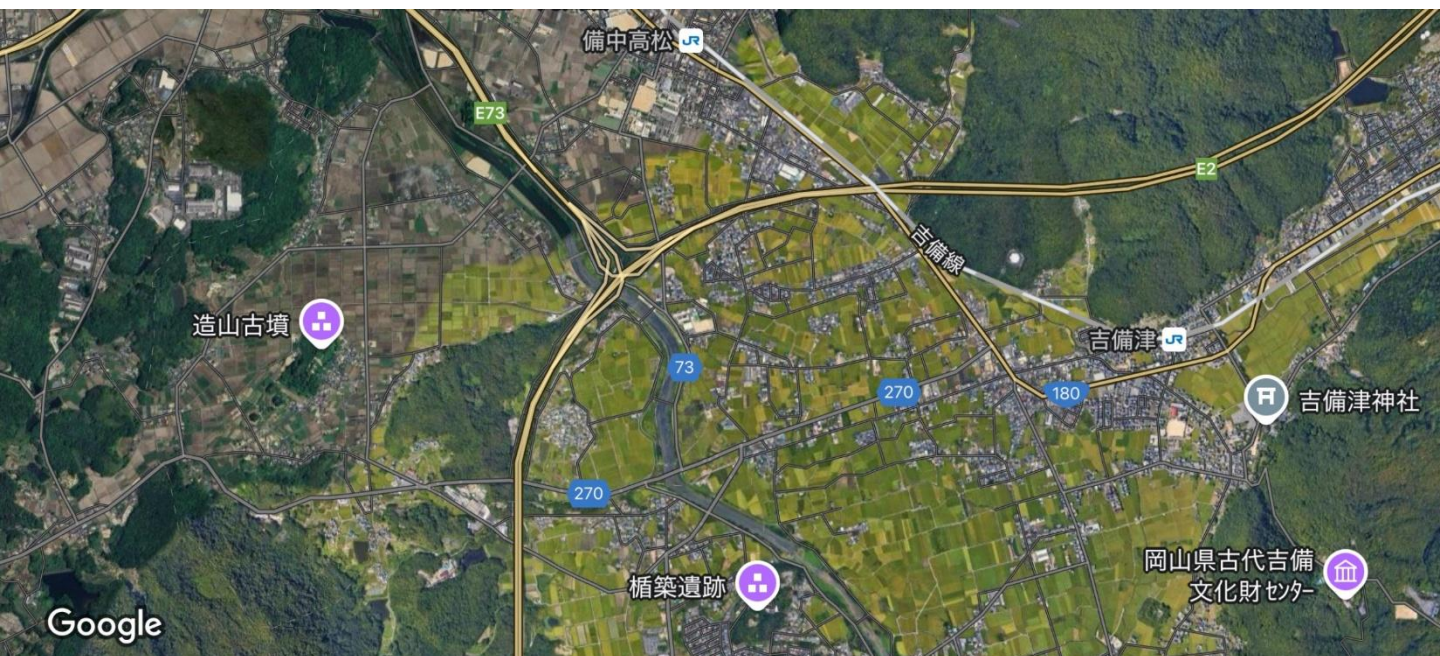 備中高松 JR
E73
E2
吉備線
造山古墳
吉備津 JR
73
270
180
吉備津神社
270
岡山県古代吉備
文化財センター
楯築遺跡
Google